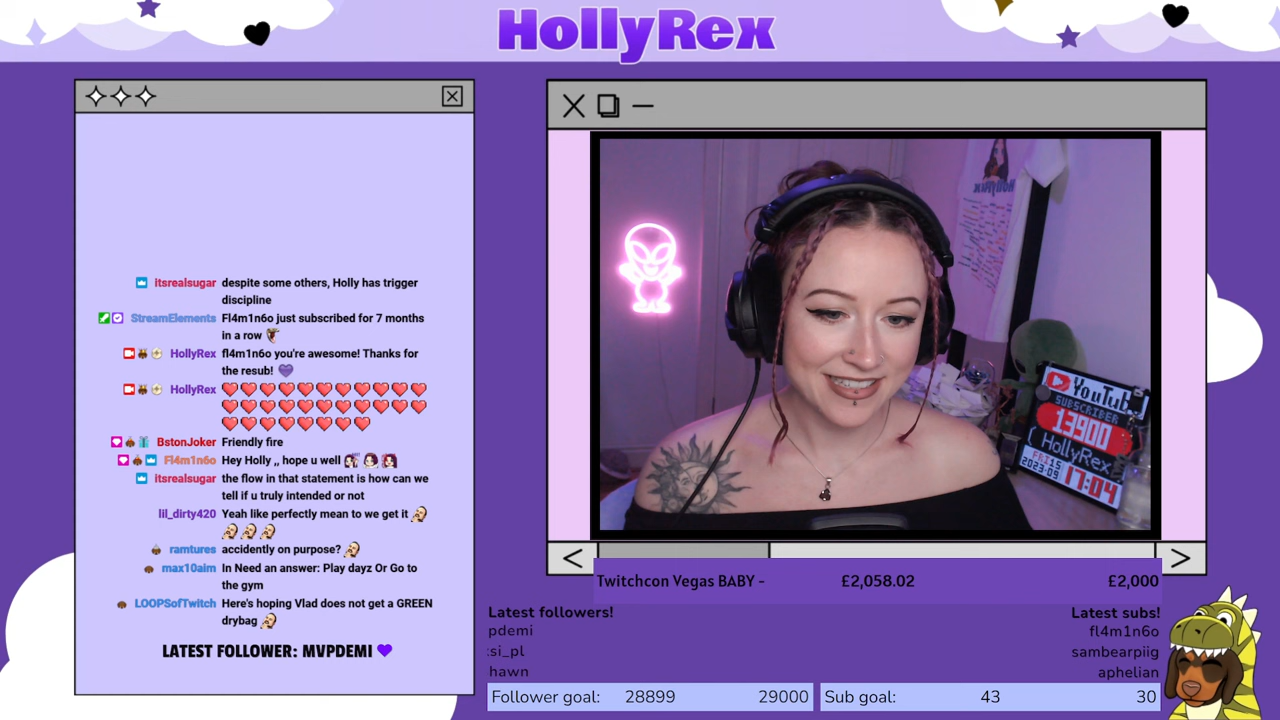 HollyRex
itsrealsugar despite some others, Holly has trigger
discipline
StreamElements Fl4m1n6o just subscribed for 7 months
in a row
HollyRex fl4m1n6o you're awesome! Thanks for
the resub!
HollyRex
BstonJoker Friendly fire
Fl4m1n6o Hey Holly ,, hope u well
itsrealsugar the flow in that statement is how can we
tell if u truly intended or not
lil_dirty420 Yeah like perfectly mean to we get it
ramtures accidently on purpose?
max10aim In Need an answer: Play dayz Or Go to
the gym
LOOPSofTwitch Here's hoping Vlad does not get a GREEN
drybag
LATEST FOLLOWER: MVPDEMI
YouTub
SUBSCRIBER
13900
HollyRex
FRI 15
2023-09 17:04
Twitchcon Vegas BABY - £2,058.02 £2,000
Latest followers!
pdemi
si_pl
hawn
Latest subs!
fl4m1n6o
sambearpiig
aphelian
Follower goal: 28899 29000
Sub goal: 43 30